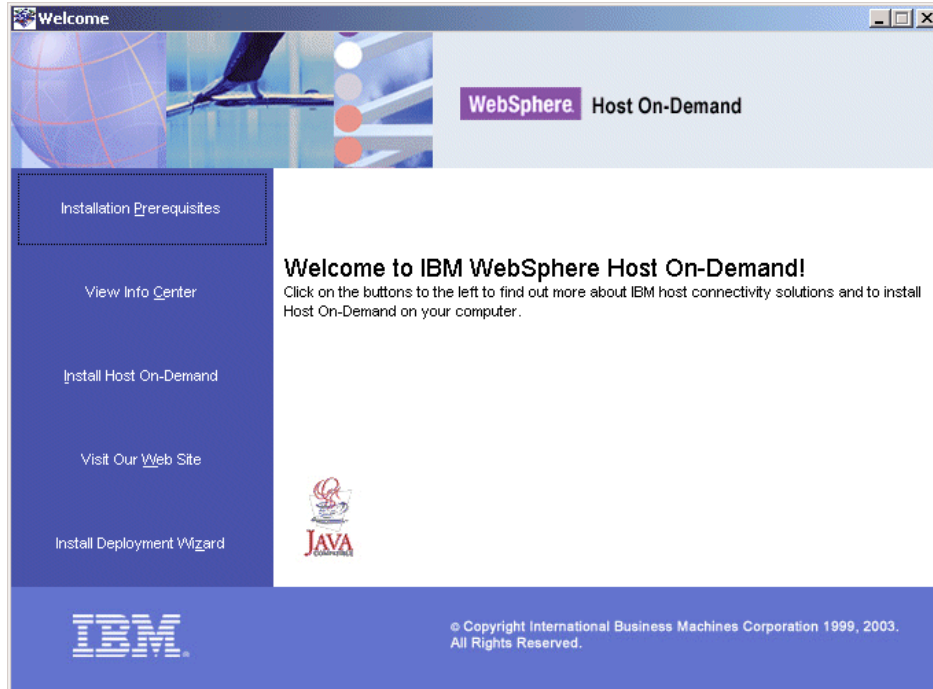 Welcome
WebSphere. Host On-Demand
Installation Prerequisites
View Info Center
Install Host On-Demand
Visit Our Web Site
Install Deployment Wizard
Welcome to IBM WebSphere Host On-Demand!
Click on the buttons to the left to find out more about IBM host connectivity solutions and to install
Host On-Demand on your computer.
JAVA
COMPATIBLE
IBM.
© Copyright International Business Machines Corporation 1999, 2003.
All Rights Reserved.